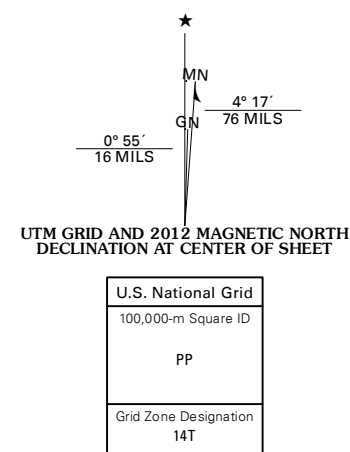 ★
MN
4° 17´
76 MILS
GN
0° 55´
16 MILS
UTM GRID AND 2012 MAGNETIC NORTH
DECLINATION AT CENTER OF SHEET
U.S. National Grid
100,000-m Square ID
PP
Grid Zone Designation
14T